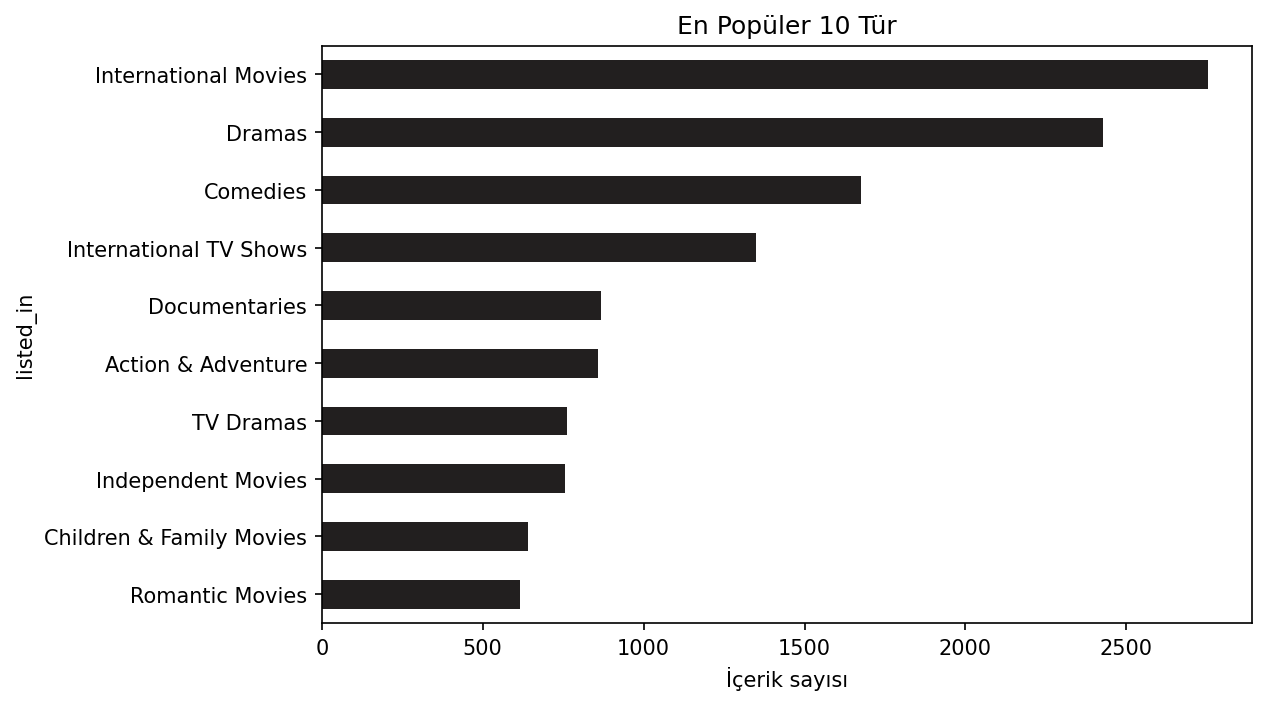 En Popüler 10 Tür
International Movies
Dramas
Comedies
International TV Shows
Documentaries
Action & Adventure
TV Dramas
Independent Movies
Children & Family Movies
Romantic Movies
listed_in
0 500 1000 1500 2000 2500
İçerik sayısı